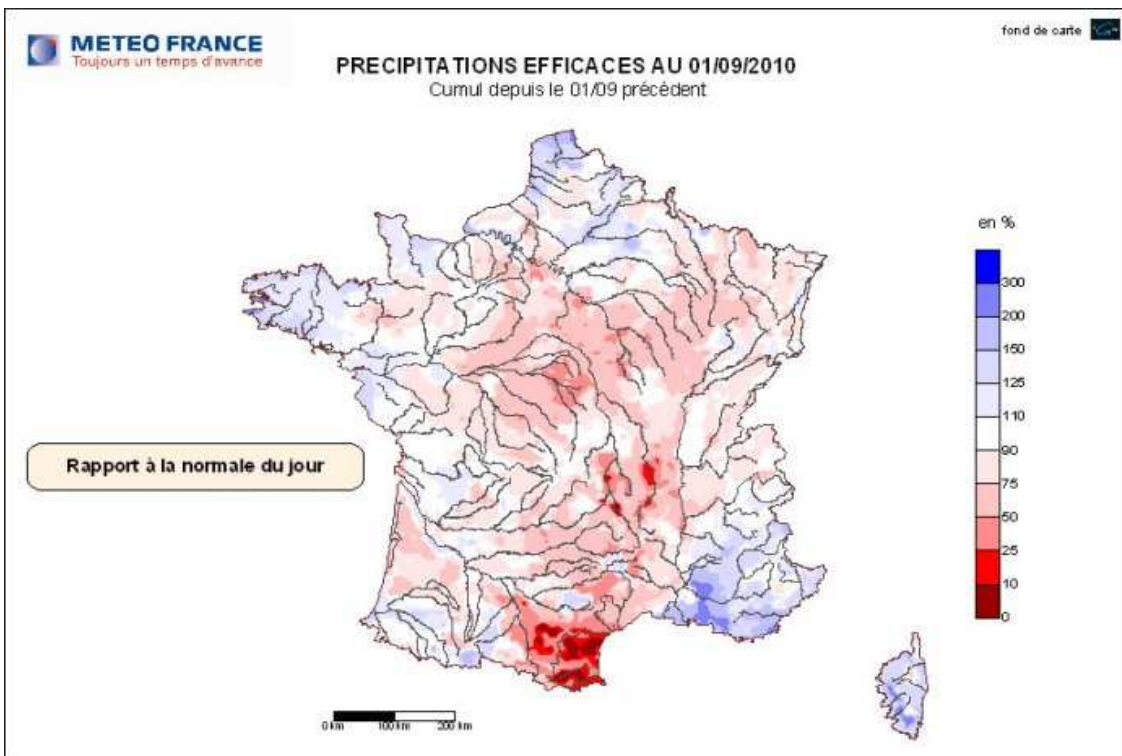 METEO FRANCE
Toujours un temps d'avance
fond de carte
PRECIPITATIONS EFFICACES AU 01/09/2010
Cumul depuis le 01/09 précédent
en %
300
200
150
125
110
90
75
50
25
10
0
Rapport à la normale du jour
0 km 100 km 200 km